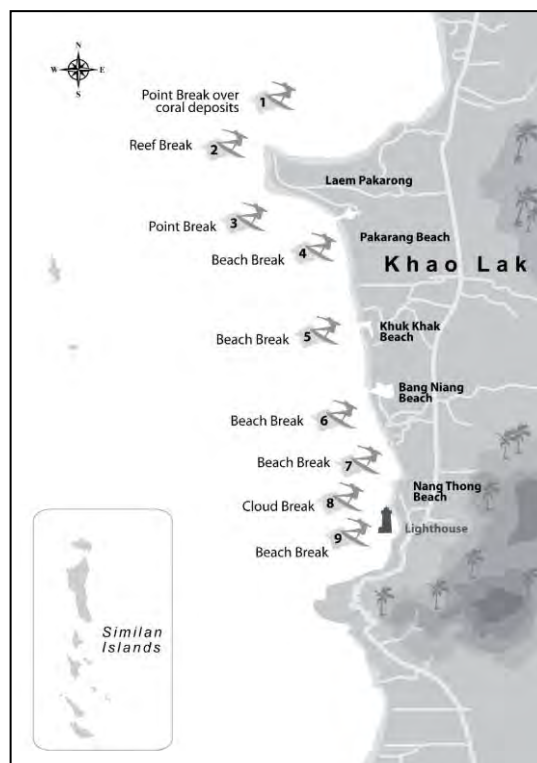 N
W E
S
Point Break over
coral deposits
1
Reef Break
2
Laem Pakarong
Point Break
3
Pakarang Beach
Beach Break
4
Khao Lak
Beach Break
5
Khuk Khak
Beach
Bang Niang
Beach
Beach Break
6
Beach Break
7
Nang Thong
Beach
Cloud Break
8
Lighthouse
Beach Break
9
Similan
Islands